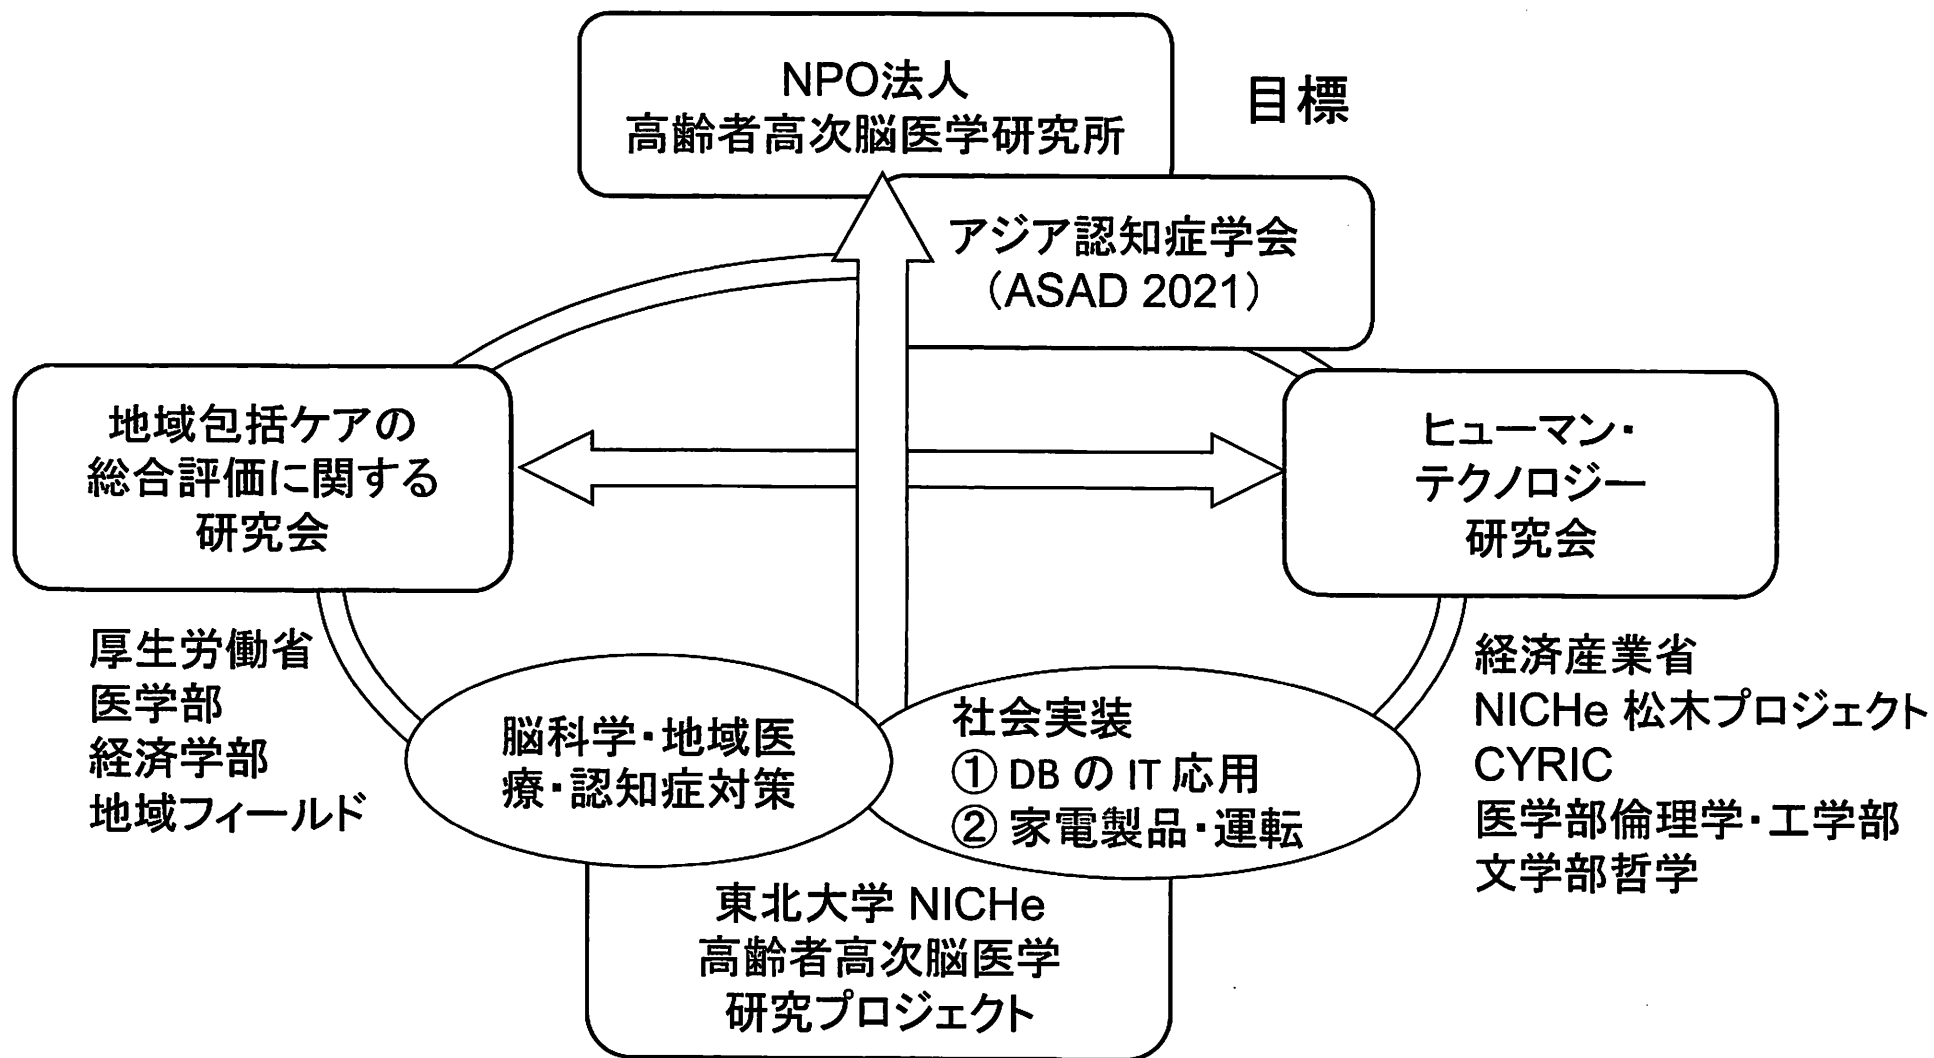 NPO法人
高齢者高次脳医学研究所
目標
アジア認知症学会
（ASAD 2021）
地域包括ケアの
総合評価に関する
研究会
ヒューマン・
テクノロジー
研究会
厚生労働省
医学部
経済学部
地域フィールド
経済産業省
NICHe 松木プロジェクト
CYRIC
医学部倫理学・工学部
文学部哲学
脳科学・地域医
療・認知症対策
社会実装
① DB の IT 応用
② 家電製品・運転
東北大学 NICHe
高齢者高次脳医学
研究プロジェクト